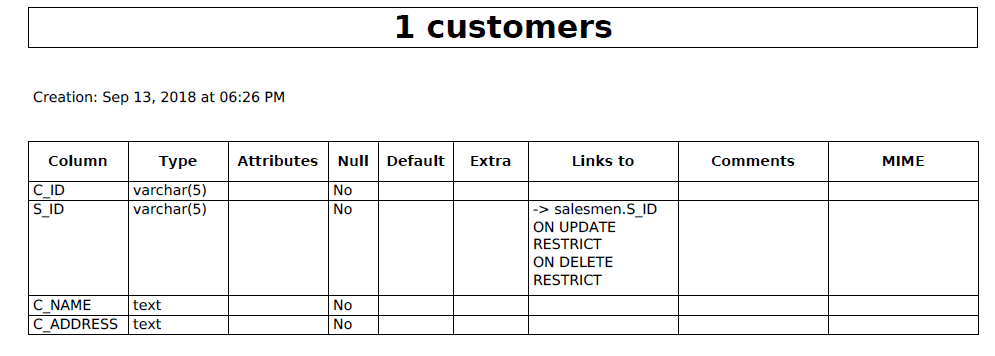 1 customers
Creation: Sep 13, 2018 at 06:26 PM
Column Type Attributes Null Default Extra Links to Comments MIME
C_ID varchar(5) No
S_ID varchar(5) No -> salesmen.S_ID
ON UPDATE
RESTRICT
ON DELETE
RESTRICT
C_NAME text No
C_ADDRESS text No